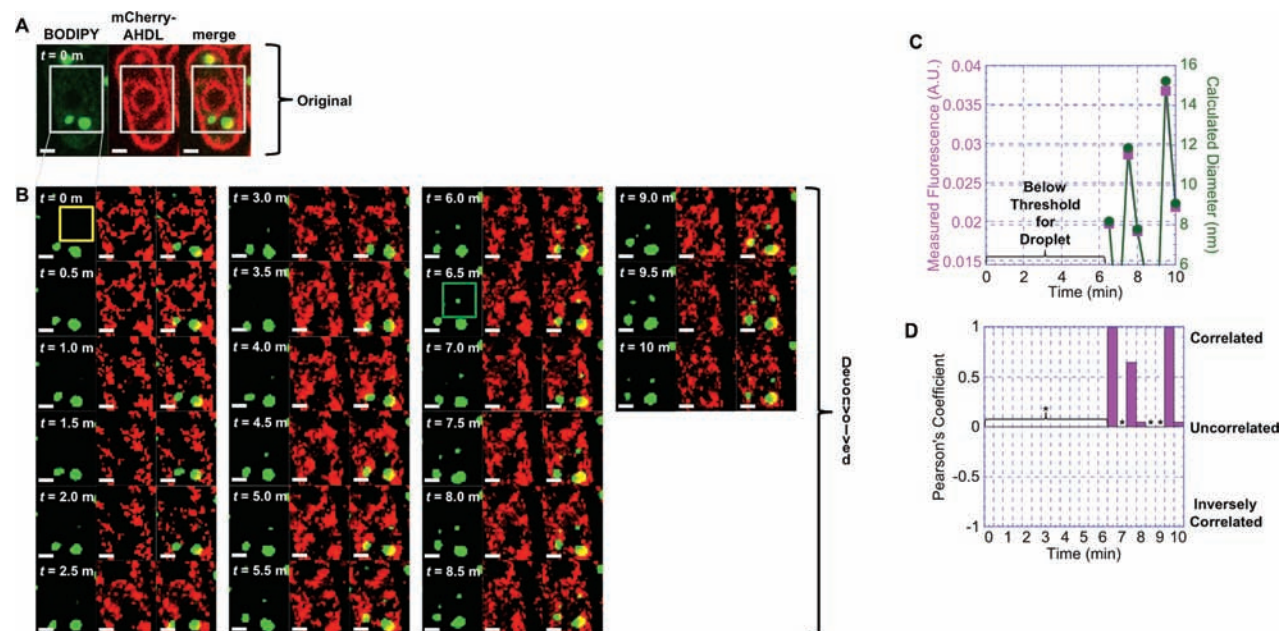 A
BODIPY
mCherry-
AHDL
merge
t = 0 m
Original
B
t = 0 m
t = 0.5 m
t = 1.0 m
t = 1.5 m
t = 2.0 m
t = 2.5 m
t = 3.0 m
t = 3.5 m
t = 4.0 m
t = 4.5 m
t = 5.0 m
t = 5.5 m
t = 6.0 m
t = 6.5 m
t = 7.0 m
t = 7.5 m
t = 8.0 m
t = 8.5 m
t = 9.0 m
t = 9.5 m
t = 10 m
Deconvolved
C
Measured Fluorescence (A.U.)
0.04
0.035
0.03
0.025
0.02
0.015
Below
Threshold
for
Droplet
16
14
12
10
8
6
Calculated Diameter (nm)
0 2 4 6 8 10
Time (min)
D
Pearson's Coefficient
1
0.5
0
-0.5
-1
*
* * *
Correlated
Uncorrelated
Inversely
Correlated
0 1 2 3 4 5 6 7 8 9 10
Time (min)